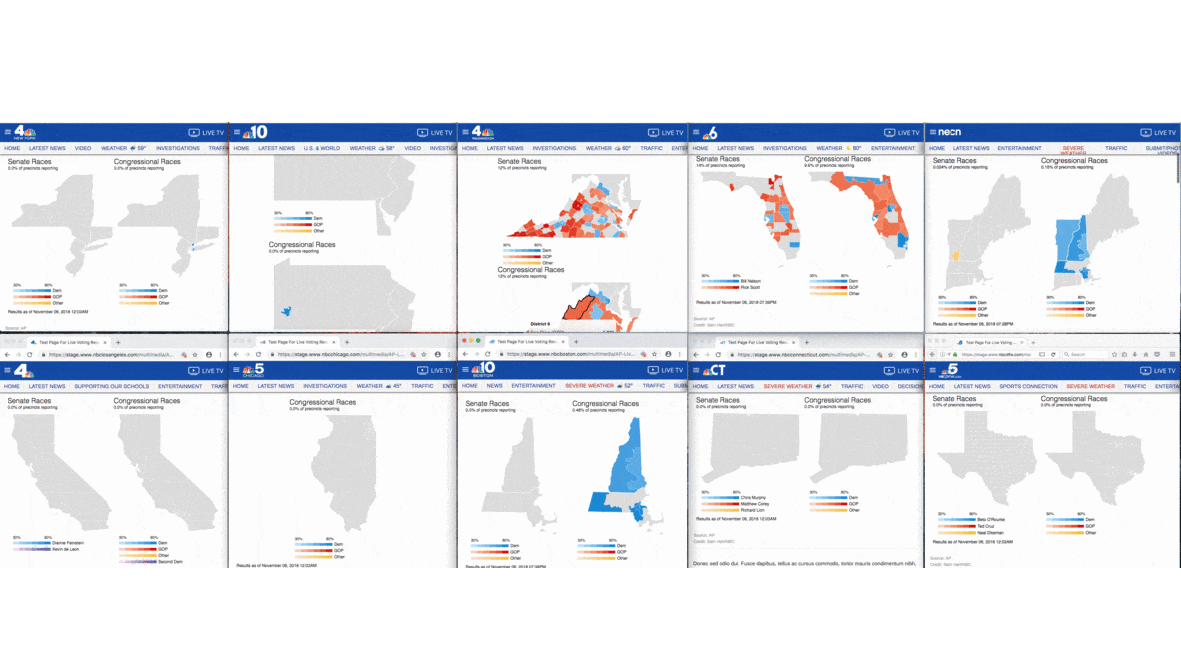 4 NEW YORK LIVE TV
HOME LATEST NEWS VIDEO WEATHER 59° INVESTIGATIONS
Senate Races Congressional Races
0.0% of precincts reporting 0.0% of precincts reporting
30% 80% 30% 80%
Dem Dem
GOP GOP
Other Other
Results as of November 06, 2018 12:03AM
Source: AP
10 LIVE TV
HOME LATEST NEWS U.S. & WORLD WEATHER 58° VIDEO
30% 80%
Dem
GOP
Other
Congressional Races
0.0% of precincts reporting
4 WASHINGTON LIVE TV
HOME LATEST NEWS INVESTIGATIONS WEATHER 60° TRAFFIC
Senate Races
12% of precincts reporting
30% 80%
Dem
GOP
Other
Congressional Races
12% of precincts reporting
District 6
6 LIVE TV
HOME LATEST NEWS INVESTIGATIONS WEATHER 80° ENTERTAINMENT
Senate Races Congressional Races
14% of precincts reporting 9.6% of precincts reporting
30% 80% 30% 80%
Bill Nelson Dem
Rick Scott GOP
Other
Results as of November 06, 2018 07:38PM
Source: AP
Credit: Sam Hart/NBC
necn LIVE TV
HOME LATEST NEWS ENTERTAINMENT SEVERE WEATHER TRAFFIC
Senate Races Congressional Races
0.024% of precincts reporting 0.15% of precincts reporting
30% 80% 30% 80%
Dem Dem
GOP GOP
Other Other
Results as of November 06, 2018 07:38PM
Test Page For Live Voting Res
https://stage.www.nbclosangeles.com/multimedia/A
4 LIVE TV
HOME LATEST NEWS SUPPORTING OUR SCHOOLS ENTERTAINMENT
Senate Races Congressional Races
0.0% of precincts reporting 0.0% of precincts reporting
30% 80% 30% 80%
Dianne Feinstein Dem
Kevin de Leon GOP
Other
Second Dem
Test Page For Live Voting Res
https://stage.www.nbcchicago.com/multimedia/AP-L
5 CHICAGO LIVE TV
HOME LATEST NEWS INVESTIGATIONS WEATHER 45° TRAFFIC
Congressional Races
0.0% of precincts reporting
30% 80%
Dem
GOP
Other
Results as of November 06, 2018 12:03AM
Test Page For Live Voting Res
https://stage.www.nbcboston.com/multimedia/AP-Liv
10 BOSTON LIVE TV
HOME NEWS ENTERTAINMENT SEVERE WEATHER 52° TRAFFIC
Senate Races Congressional Races
0.0% of precincts reporting 0.48% of precincts reporting
30% 80% 30% 80%
Dem Dem
GOP GOP
Other Other
Results as of November 06, 2018 07:38PM
Test Page For Live Voting Res
https://stage.www.nbcconnecticut.com/multimedia/AP
CT LIVE TV
HOME LATEST NEWS SEVERE WEATHER 54° TRAFFIC VIDEO
Senate Races Congressional Races
0.0% of precincts reporting 0.0% of precincts reporting
30% 80% 30% 80%
Chris Murphy Dem
Matthew Corey GOP
Richard Lion Other
Results as of November 06, 2018 12:03AM
Source: AP
Credit: Sam Hart/NBC
Donec sed odio dui. Fusce dapibus, tellus ac cursus commodo, tortor mauris condimentum nibh,
Test Page For Live Voting
5 LIVE TV
HOME LATEST NEWS SPORTS CONNECTION SEVERE WEATHER TRAFFIC
Senate Races Congressional Races
0.0% of precincts reporting 0.0% of precincts reporting
30% 80% 30% 80%
Beto O'Rourke Dem
Ted Cruz GOP
Neal Dikeman Other
Results as of November 06, 2018 12:03AM
Source: AP
Credit: Sam Hart/NBC